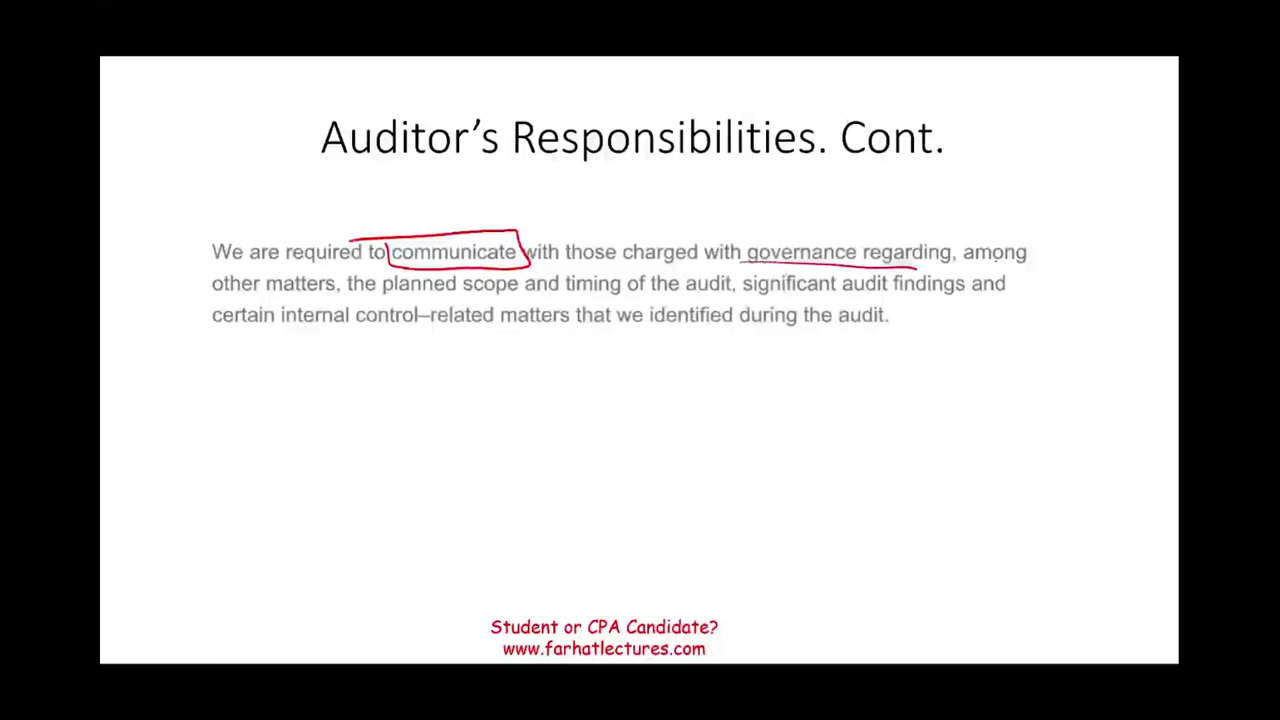 Auditor's Responsibilities. Cont.
We are required to communicate with those charged with governance regarding, among
other matters, the planned scope and timing of the audit, significant audit findings and
certain internal control–related matters that we identified during the audit.
Student or CPA Candidate?
www.farhatlectures.com